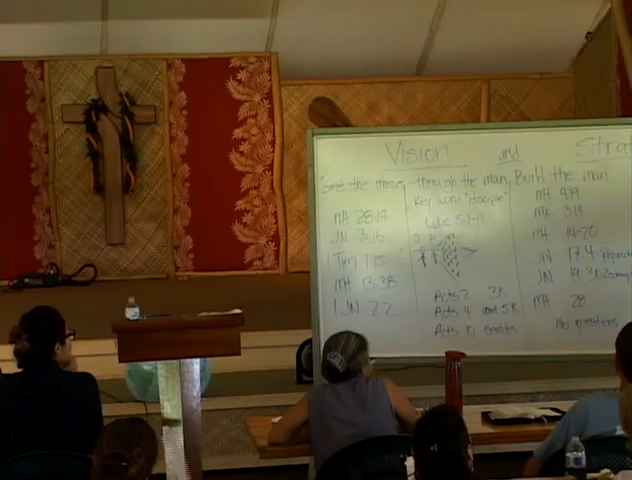 Vision and Strat
See the masses through the man, Build the man
Key word "disciple"
MT 28:19
JN 3:16
1 Tim 1:15
MT 13:38
1 JN 2:2
Luke 5:1-11
Acts 2 3K
Acts 4 5K
Acts 10 Gentiles
MT 4:19
MK 3:14
MT 14-20
JN 17:4
JN 19:30
MT 28
No questions